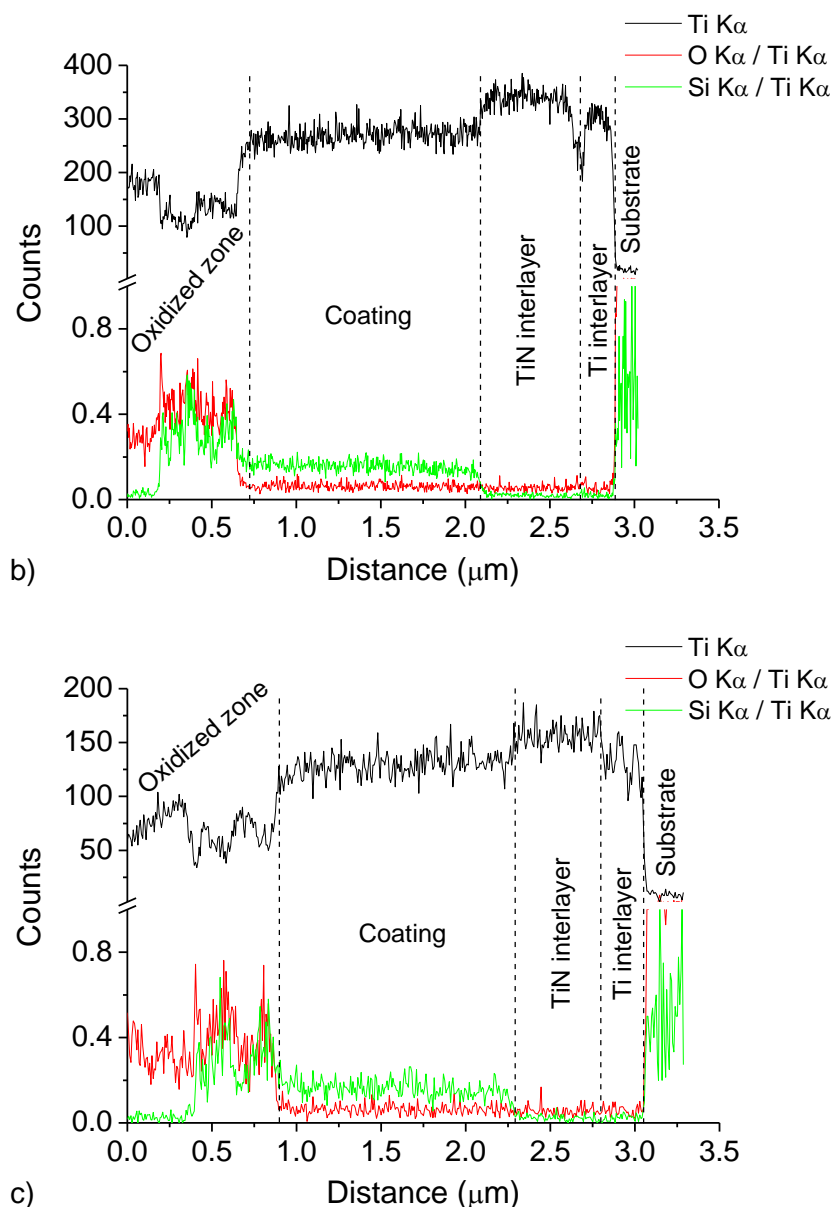 Ti Kα
O Kα / Ti Kα
Si Kα / Ti Kα
400
300
200
100
0.8
0.4
0.0
Counts
Oxidized zone
Coating
TiN interlayer
Ti interlayer
Substrate
0.0 0.5 1.0 1.5 2.0 2.5 3.0 3.5
b)
Distance (μm)
Ti Kα
O Kα / Ti Kα
Si Kα / Ti Kα
200
150
100
50
0.8
0.4
0.0
Counts
Oxidized zone
Coating
TiN interlayer
Ti interlayer
Substrate
0.0 0.5 1.0 1.5 2.0 2.5 3.0 3.5
c)
Distance (μm)